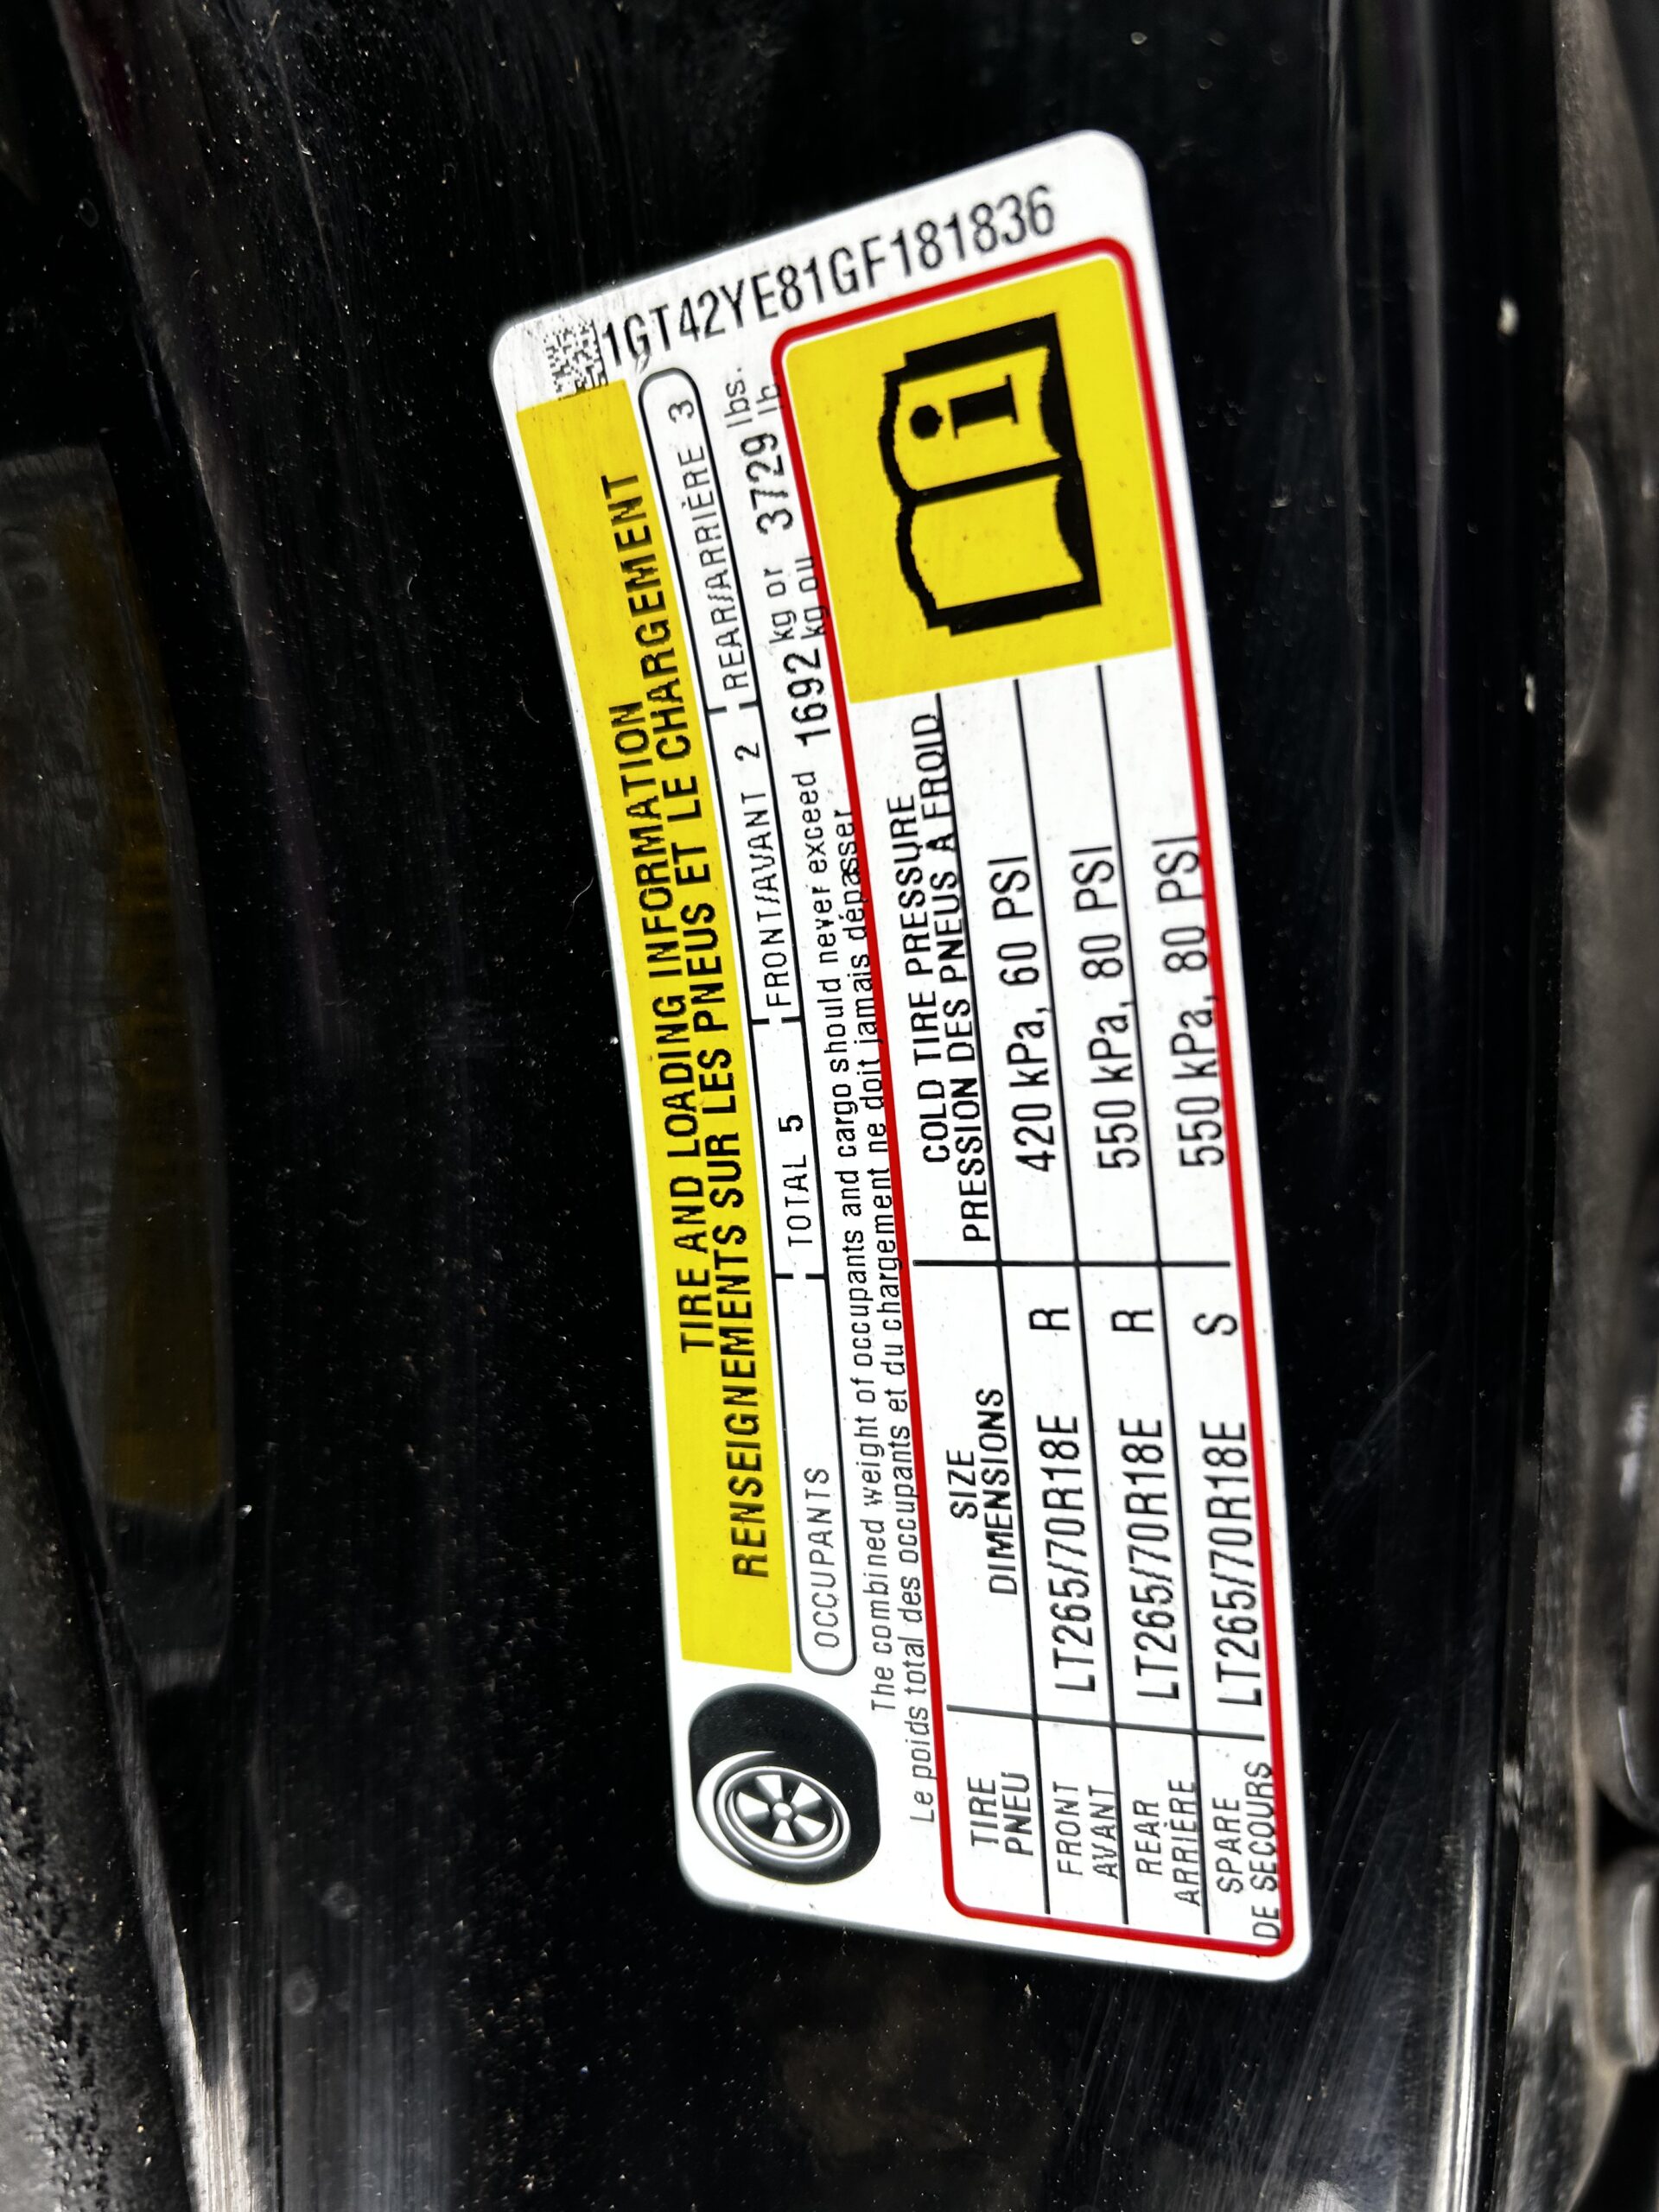 1GT42YE81GF181836
TIRE AND LOADING INFORMATION
RENSEIGNEMENTS SUR LES PNEUS ET LE CHARGEMENT
OCCUPANTS TOTAL 5 FRONT/AVANT 2 REAR/ARRIÈRE 3
The combined weight of occupants and cargo should never exceed 1692 kg or 3729 lbs.
Le poids total des occupants et du chargement ne doit jamais dépasser kg ou lb
TIRE SIZE COLD TIRE PRESSURE
PNEU DIMENSIONS PRESSION DES PNEUS À FROID
FRONT
AVANT LT265/70R18E R 420 kPa, 60 PSI
REAR
ARRIÈRE LT265/70R18E R 550 kPa, 80 PSI
SPARE
DE SECOURS LT265/70R18E S 550 kPa, 80 PSI
i